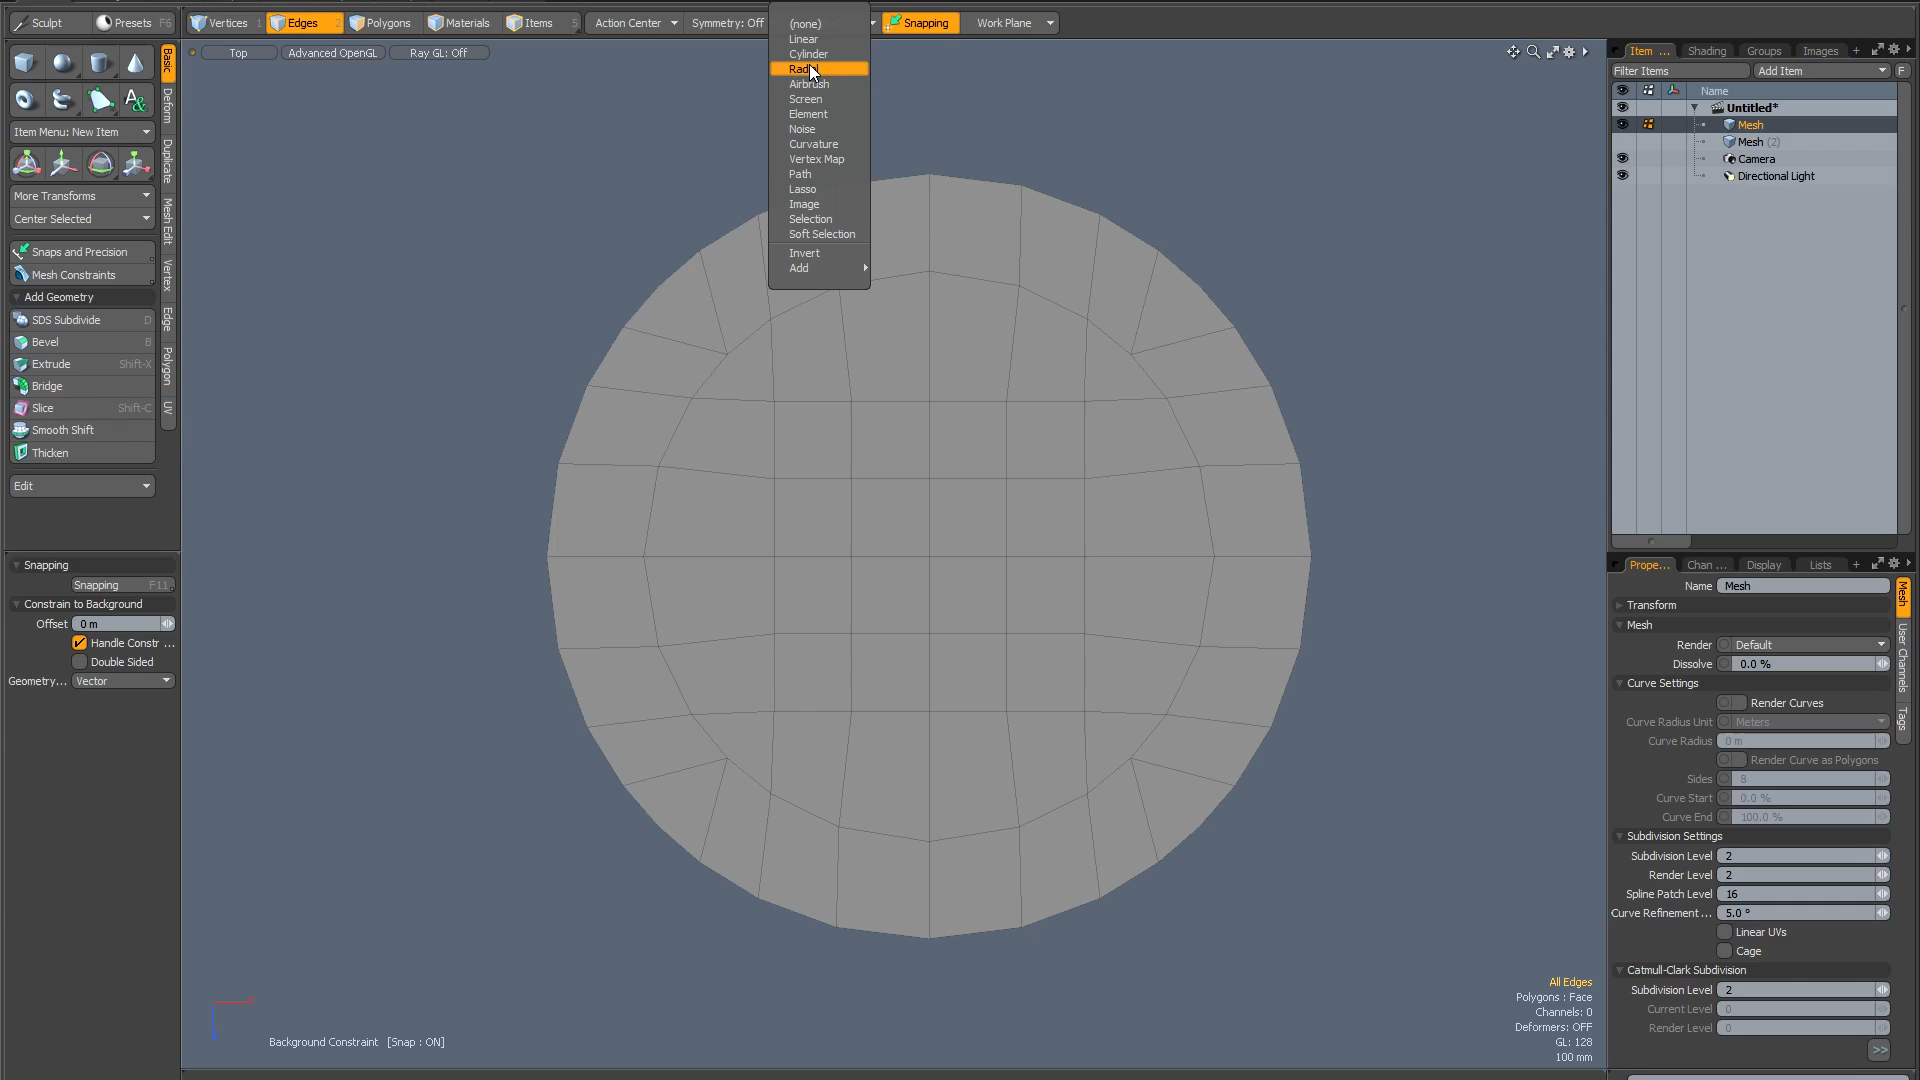 Sculpt
Presets F6
Vertices 1
Edges 2
Polygons
Materials
Items 5
Action Center
Symmetry: Off
Snapping
Work Plane
(none)
Linear
Cylinder
Airbrush
Screen
Element
Noise
Curvature
Vertex Map
Path
Lasso
Image
Selection
Soft Selection
Invert
Add
Top
Advanced OpenGL
Ray GL: Off
Basic
Deform
Duplicate
Mesh Edit
Vertex
Edge
Polygon
UV
Item Menu: New Item
More Transforms
Center Selected
Snaps and Precision
Mesh Constraints
Add Geometry
SDS Subdivide D
Bevel B
Extrude Shift-X
Bridge
Slice Shift-C
Smooth Shift
Thicken
Edit
Snapping
Snapping F11
Constrain to Background
Offset 0 m
Handle Constr ...
Double Sided
Geometry... Vector
Background Constraint [Snap : ON]
All Edges
Polygons : Face
Channels: 0
Deformers: OFF
GL: 128
100 mm
Item ...
Shading
Groups
Images
+
Filter Items
Add Item
F
Name
Untitled*
Mesh
Mesh (2)
Camera
Directional Light
Prope...
Chan ...
Display
Lists
+
Name Mesh
Transform
Mesh
Render Default
Dissolve 0.0 %
Curve Settings
Render Curves
Curve Radius Unit Meters
Curve Radius 0 m
Render Curve as Polygons
Sides 8
Curve Start 0.0 %
Curve End 100.0 %
Subdivision Settings
Subdivision Level 2
Render Level 2
Spline Patch Level 16
Curve Refinement ... 5.0 °
Linear UVs
Cage
Catmull-Clark Subdivision
Subdivision Level 2
Current Level 0
Render Level 0
>>
Mesh
User Channels
Tags